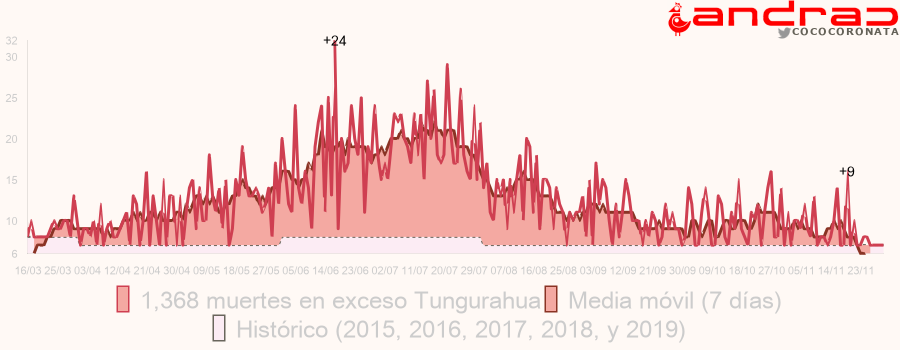 andrab
COCOCORONATA
+24
+9
32
30
25
20
15
10
6
16/03 25/03 03/04 12/04 21/04 30/04 09/05 18/05 27/05 05/06 14/06 23/06 02/07 11/07 20/07 29/07 07/08 16/08 25/08 03/09 12/09 21/09 30/09 09/10 18/10 27/10 05/11 14/11 23/11
1,368 muertes en exceso Tungurahua Media móvil (7 días)
Histórico (2015, 2016, 2017, 2018, y 2019)